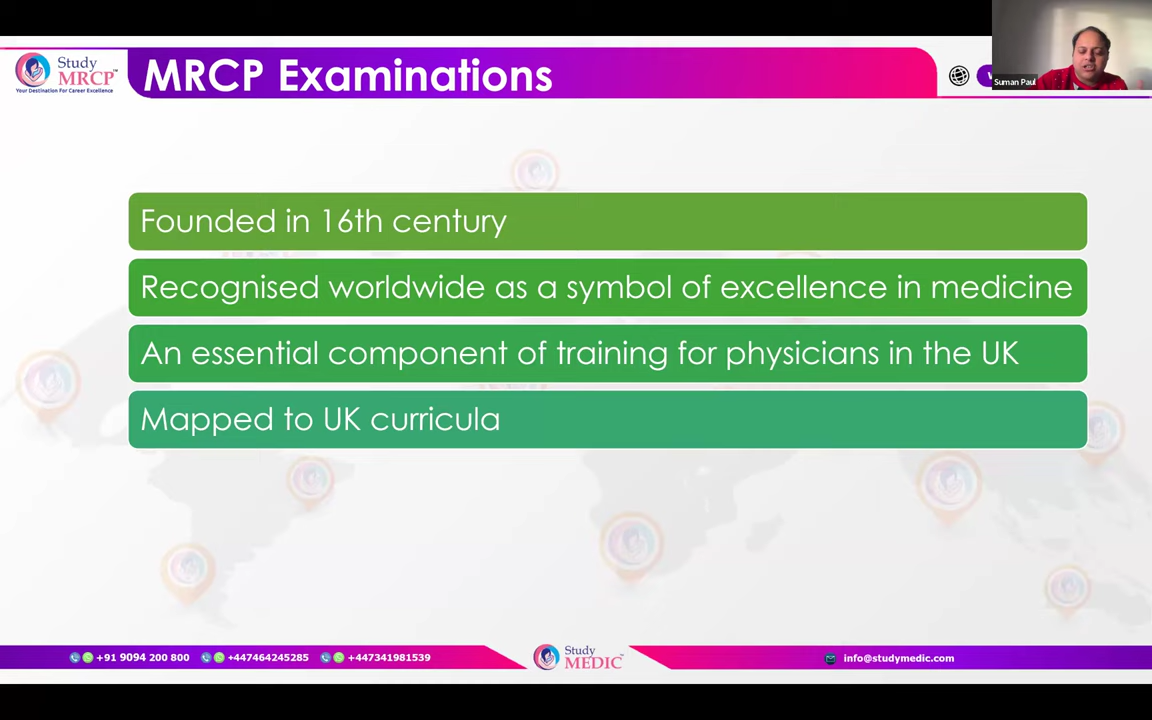 Study
MRCP™
Your Destination For Career Excellence
MRCP Examinations
Suman Paul
Founded in 16th century
Recognised worldwide as a symbol of excellence in medicine
An essential component of training for physicians in the UK
Mapped to UK curricula
+91 9094 200 800 +447464245285 +447341981539
Study
MEDIC™
info@studymedic.com